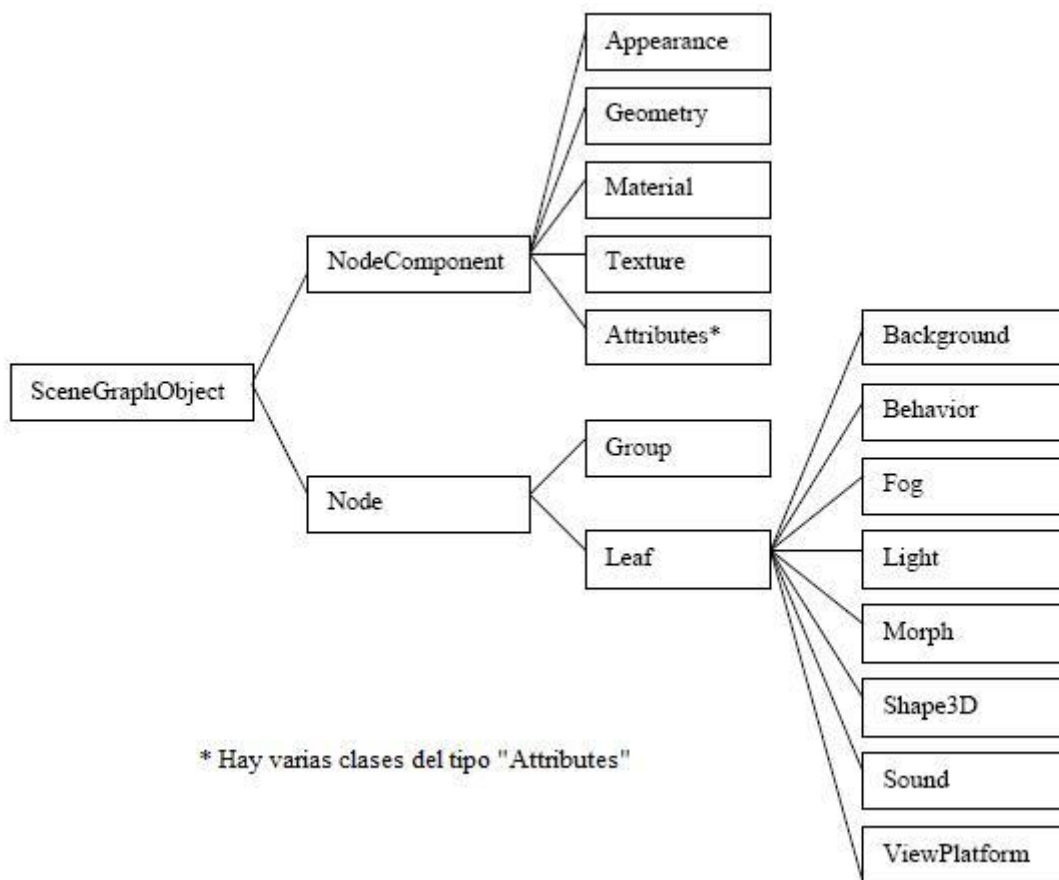 Appearance
Geometry
Material
NodeComponent
Texture
Attributes*
Background
SceneGraphObject
Behavior
Group
Fog
Node
Leaf
Light
Morph
Shape3D
* Hay varias clases del tipo "Attributes"
Sound
ViewPlatform